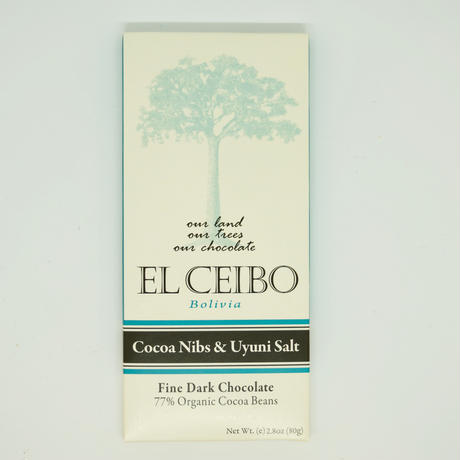 our land
our trees
our chocolate
EL CEIBO
Bolivia
Cocoa Nibs & Uyuni Salt
Fine Dark Chocolate
77% Organic Cocoa Beans
Net Wt. (e) 2.8oz (80g)